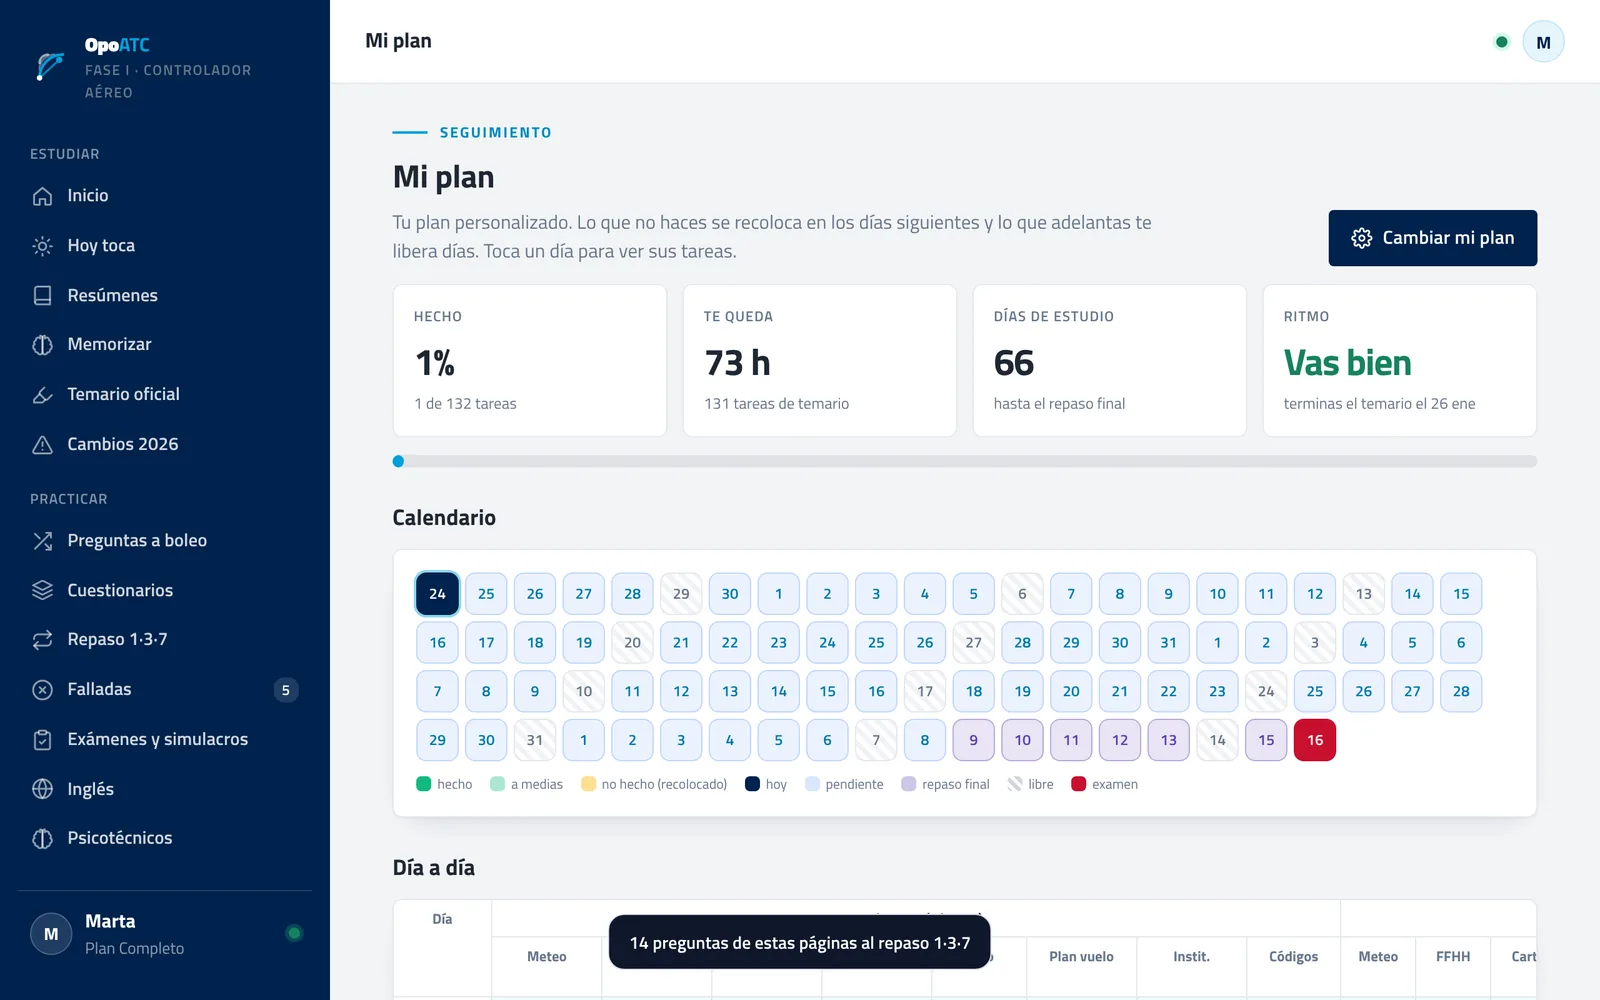 OpoATC
FASE I · CONTROLADOR
AÉREO
ESTUDIAR
Inicio
Hoy toca
Resúmenes
Memorizar
Temario oficial
Cambios 2026
PRACTICAR
Preguntas a boleo
Cuestionarios
Repaso 1·3·7
Falladas 5
Exámenes y simulacros
Inglés
Psicotécnicos
M Marta
Plan Completo
Mi plan
M
SEGUIMIENTO
Mi plan
Tu plan personalizado. Lo que no haces se recoloca en los días siguientes y lo que adelantas te
libera días. Toca un día para ver sus tareas.
Cambiar mi plan
HECHO
1%
1 de 132 tareas
TE QUEDA
73 h
131 tareas de temario
DÍAS DE ESTUDIO
66
hasta el repaso final
RITMO
Vas bien
terminas el temario el 26 ene
Calendario
24 25 26 27 28 29 30 1 2 3 4 5 6 7 8 9 10 11 12 13 14 15
16 17 18 19 20 21 22 23 24 25 26 27 28 29 30 31 1 2 3 4 5 6
7 8 9 10 11 12 13 14 15 16 17 18 19 20 21 22 23 24 25 26 27 28
29 30 31 1 2 3 4 5 6 7 8 9 10 11 12 13 14 15 16
hecho a medias no hecho (recolocado) hoy pendiente repaso final libre examen
Día a día
Día
Meteo Plan vuelo Instit. Códigos Meteo FFHH Cart
14 preguntas de estas páginas al repaso 1·3·7